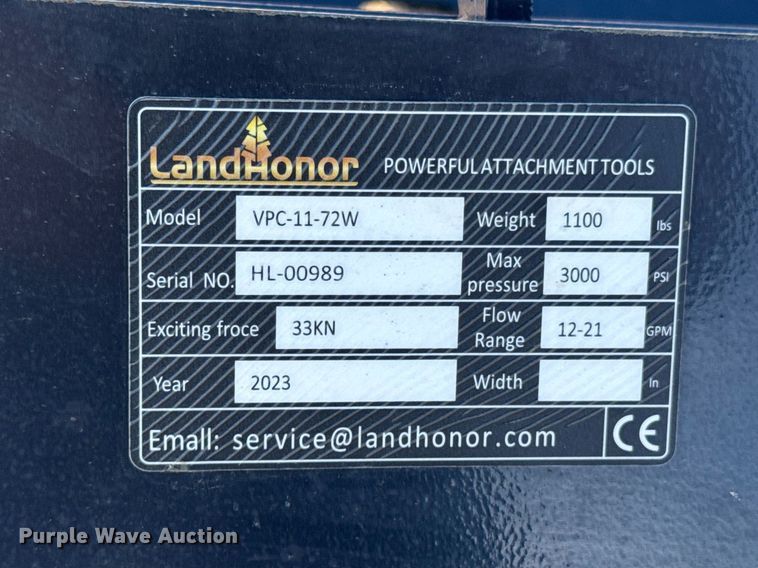 LandHonor POWERFUL ATTACHMENT TOOLS
Model VPC-11-72W Weight 1100 lbs
Serial NO. HL-00989 Max pressure 3000 PSI
Exciting froce 33KN Flow Range 12-21 GPM
Year 2023 Width In
Emall: service@landhonor.com CE
Purple Wave Auction